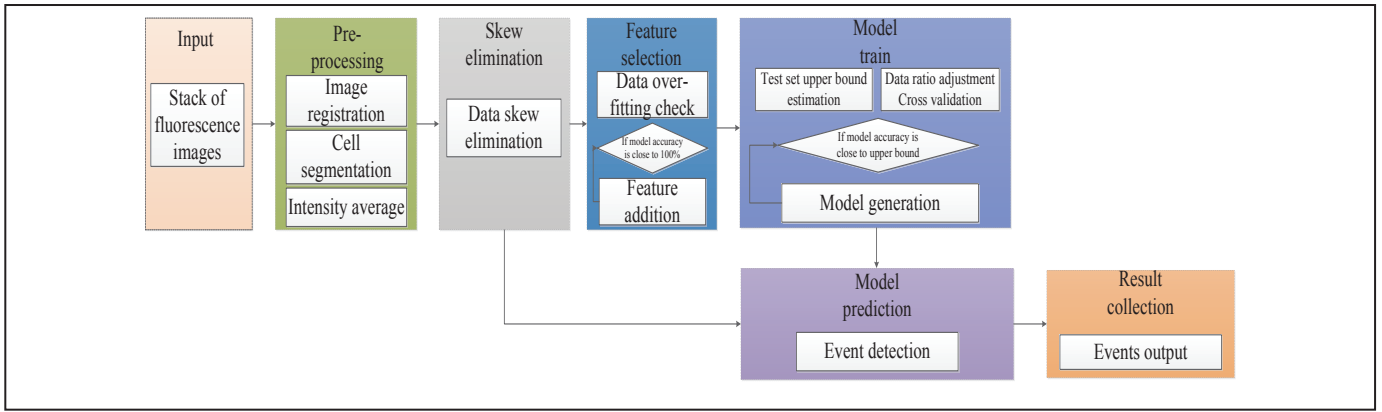 Input
Stack of
fluorescence
images
Pre-
processing
Image
registration
Cell
segmentation
Intensity average
Skew
elimination
Data skew
elimination
Feature
selection
Data over-
fitting check
If model accuracy
is close to 100%
Feature
addition
Model
train
Test set upper bound
estimation
Data ratio adjustment
Cross validation
If model accuracy is
close to upper bound
Model generation
Model
prediction
Event detection
Result
collection
Events output